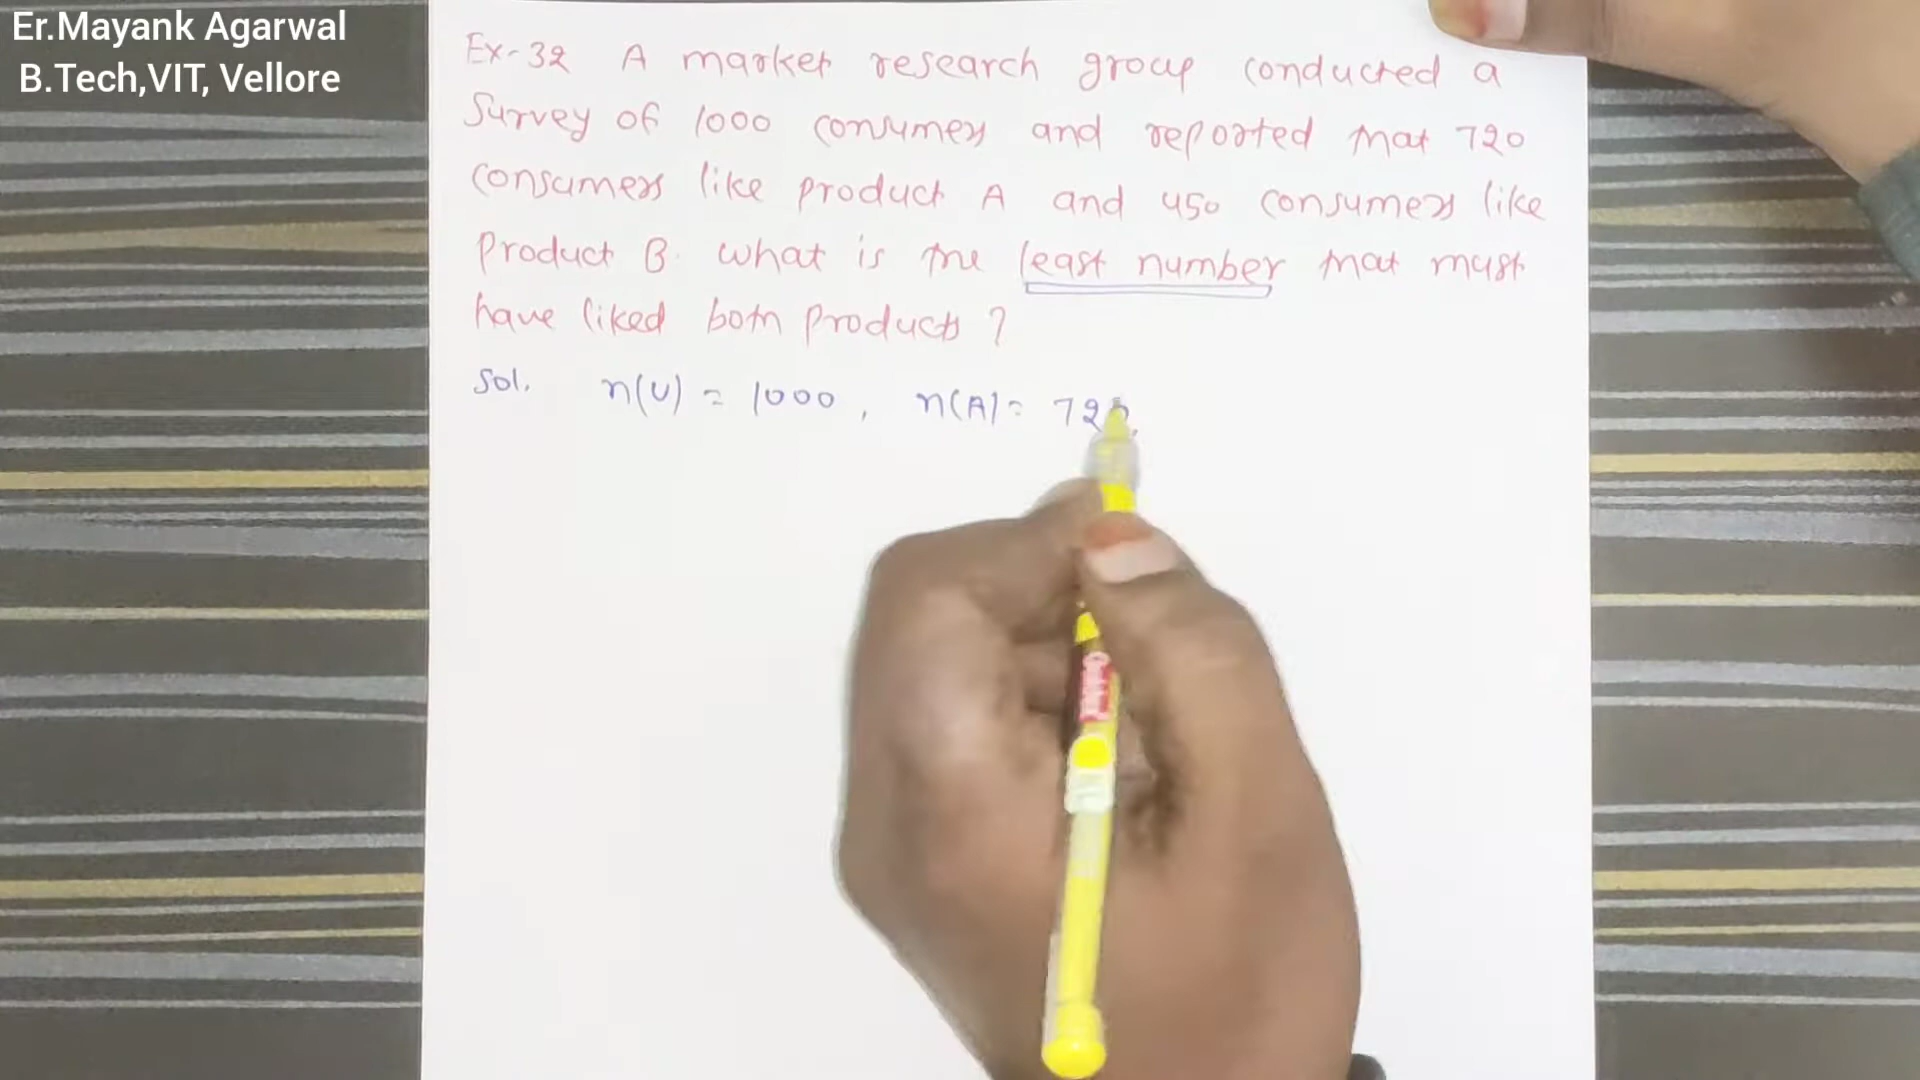 Er.Mayank Agarwal
B.Tech,VIT, Vellore
Ex-32 A market research group conducted a
Survey of 1000 consumers and reported that 720
consumers like product A and 450 consumers like
Product B. what is the least number that must
have liked both products ?
Sol. n(U) = 1000 , n(A) = 720,